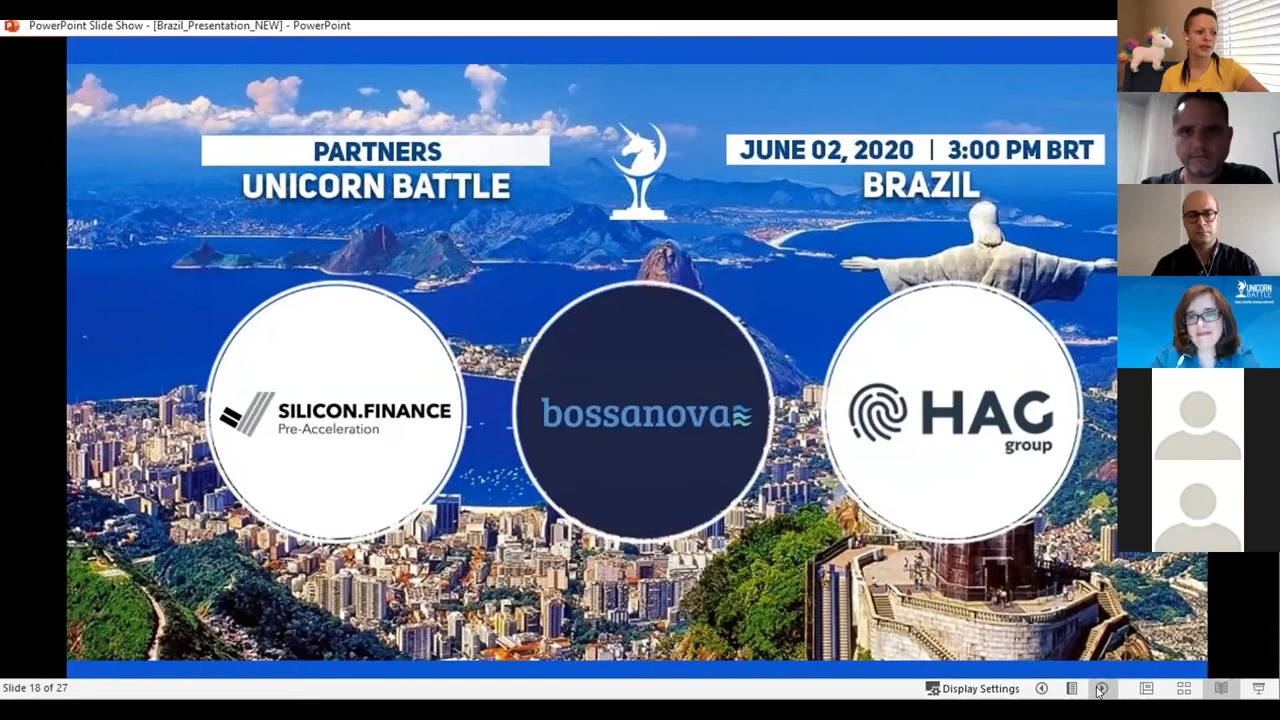 PowerPoint Slide Show - [Brazil_Presentation_NEW] - PowerPoint
PARTNERS
UNICORN BATTLE
JUNE 02, 2020 | 3:00 PM BRT
BRAZIL
SILICON.FINANCE
Pre-Acceleration
bossanova
HAG
group
UNICORN
BATTLE
Slide 18 of 27
Display Settings